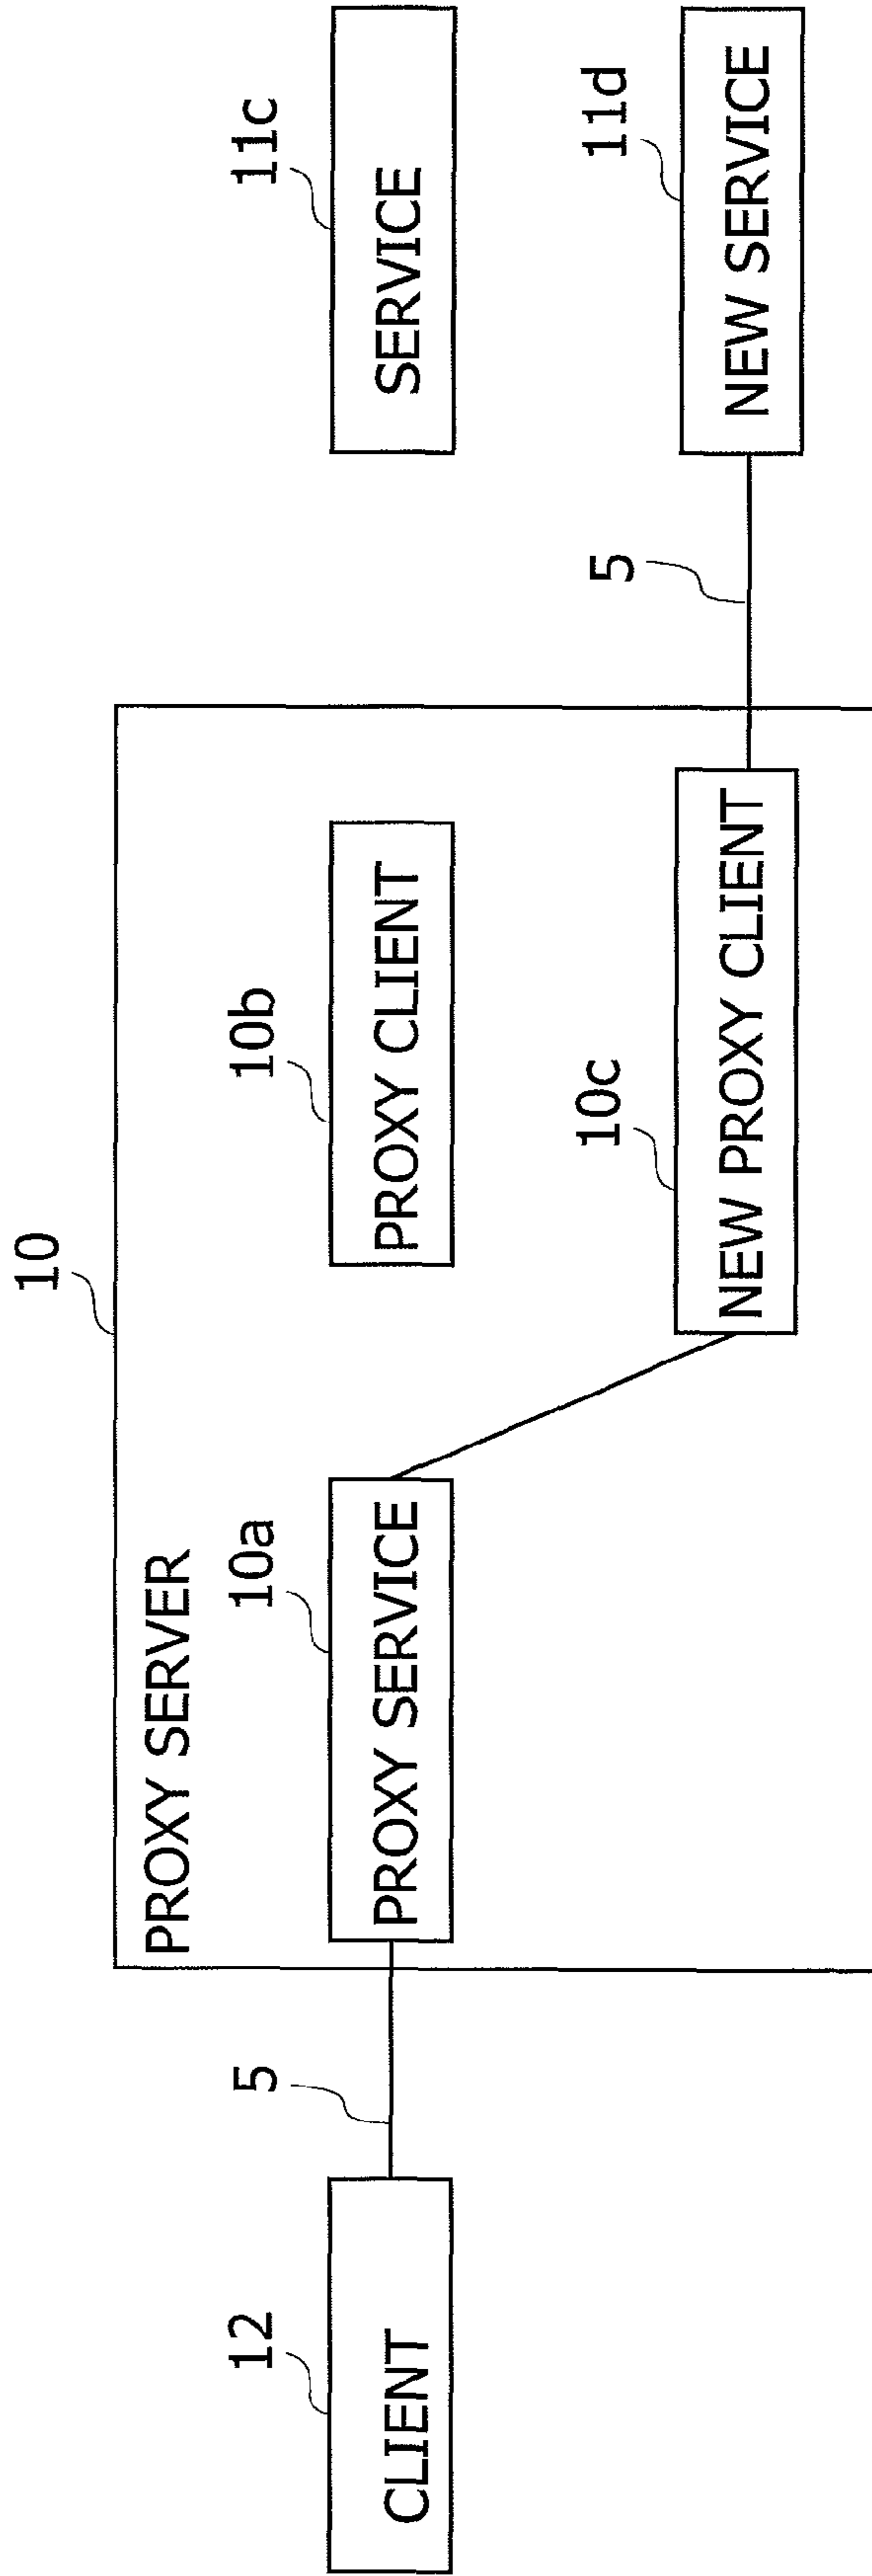 10
PROXY SERVER
12
5
10a
10b
11c
CLIENT
PROXY SERVICE
PROXY CLIENT
SERVICE
10c
5
11d
NEW PROXY CLIENT
NEW SERVICE